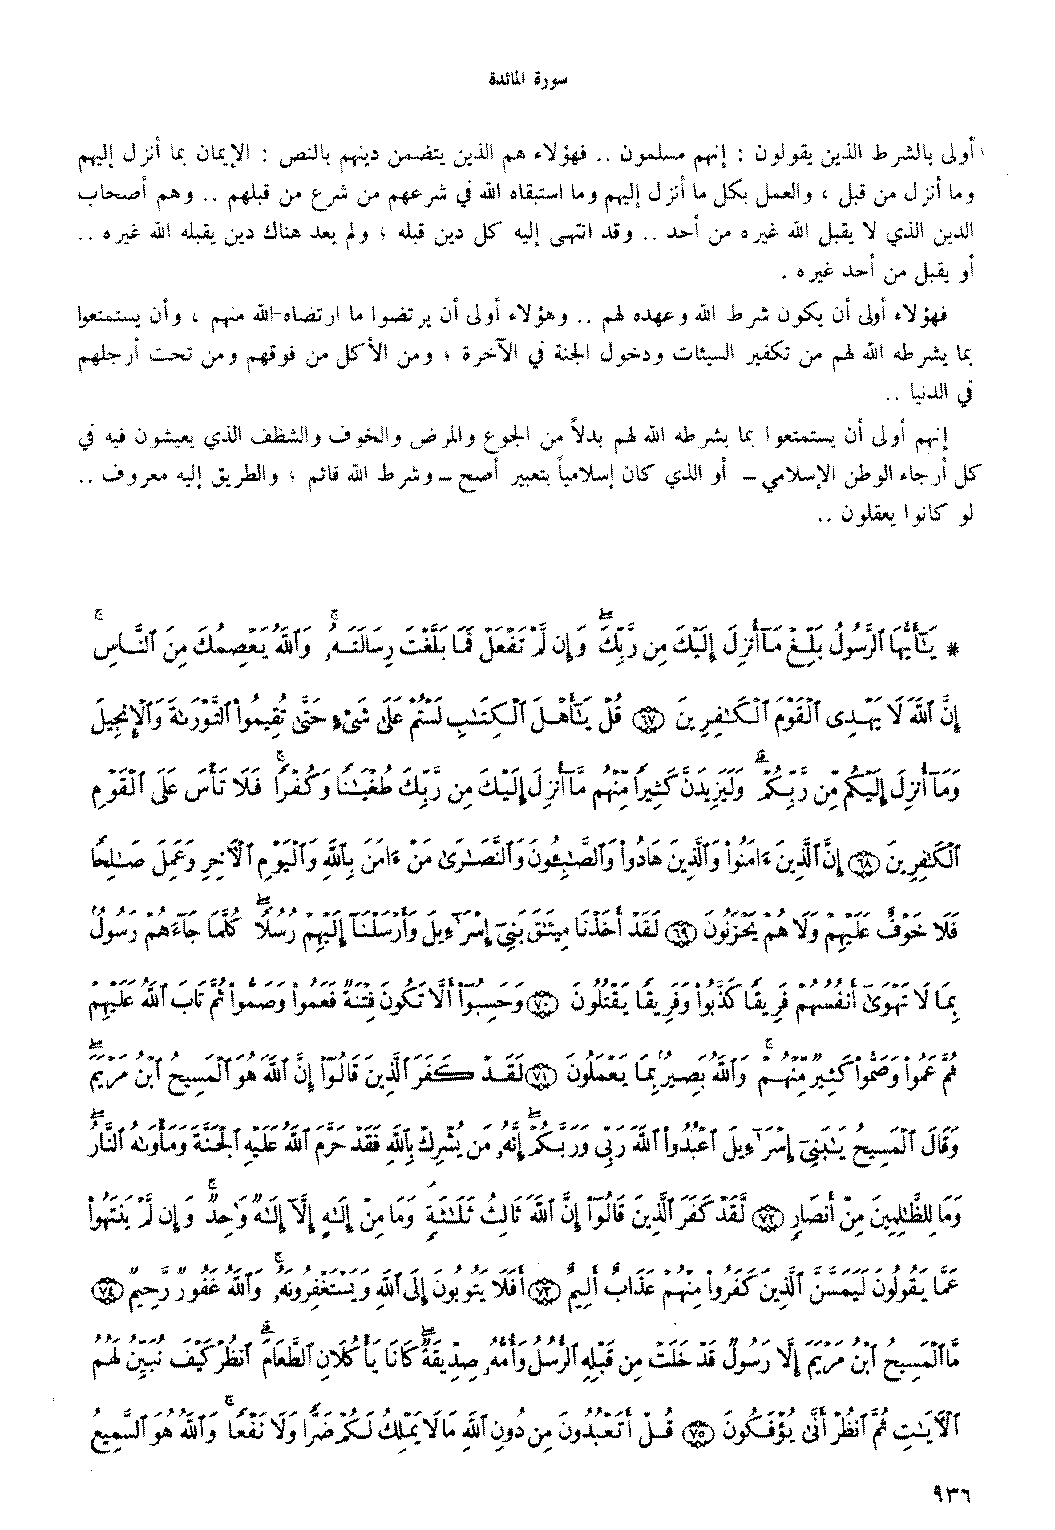 سورة المائدة
أولى بالشرط الذين يقولون : إنهم مسلمون .. فهؤلاء هم الذين يتضمن دينهم بالنص : الإيمان بما أنزل إليهم
وما أنزل من قبل ، والعمل بكل ما أنزل إليهم وما استبقاه الله في شرعهم من شرع من قبلهم .. وهم أصحاب
الدين الذي لا يقبل الله غيره من أحد .. وقد انتهى إليه كل دين قبله ؛ ولم يعد هناك دين يقبله الله غيره ..
أو يقبل من أحد غيره .
فهؤلاء أولى أن يكون شرط الله وعهده لهم .. وهؤلاء أولى أن يرتضوا ما ارتضاه الله منهم ، وأن يستمتعوا
بما يشرطه الله لهم من تكفير السيئات ودخول الجنة في الآخرة ؛ ومن الأكل من فوقهم ومن تحت أرجلهم
في الدنيا ..
إنهم أولى أن يستمتعوا بما يشرطه الله لهم بدلاً من الجوع والمرض والخوف والشظف الذي يعيشون فيه في
كل أرجاء الوطن الإسلامي – أو الذي كان إسلامياً بتعبير أصح – وشرط الله قائم ؛ والطريق إليه معروف ..
لو كانوا يعقلون ..
* يَـٰٓأَيُّهَا ٱلرَّسُولُ بَلِّغْ مَآ أُنزِلَ إِلَيْكَ مِن رَّبِّكَ ۖ وَإِن لَّمْ تَفْعَلْ فَمَا بَلَّغْتَ رِسَالَتَهُۥ ۚ وَٱللَّهُ يَعْصِمُكَ مِنَ ٱلنَّاسِ ۚ
إِنَّ ٱللَّهَ لَا يَهْدِى ٱلْقَوْمَ ٱلْكَـٰفِرِينَ ٦٧ قُلْ يَـٰٓأَهْلَ ٱلْكِتَـٰبِ لَسْتُمْ عَلَىٰ شَىْءٍ حَتَّىٰ تُقِيمُوا۟ ٱلتَّوْرَىٰةَ وَٱلْإِنجِيلَ
وَمَآ أُنزِلَ إِلَيْكُم مِّن رَّبِّكُمْ ۗ وَلَيَزِيدَنَّ كَثِيرًا مِّنْهُم مَّآ أُنزِلَ إِلَيْكَ مِن رَّبِّكَ طُغْيَـٰنًا وَكُفْرًا ۖ فَلَا تَأْسَ عَلَى ٱلْقَوْمِ
ٱلْكَـٰفِرِينَ ٦٨ إِنَّ ٱلَّذِينَ ءَامَنُوا۟ وَٱلَّذِينَ هَادُوا۟ وَٱلصَّـٰبِـُٔونَ وَٱلنَّصَـٰرَىٰ مَنْ ءَامَنَ بِٱللَّهِ وَٱلْيَوْمِ ٱلْـَٔاخِرِ وَعَمِلَ صَـٰلِحًا
فَلَا خَوْفٌ عَلَيْهِمْ وَلَا هُمْ يَحْزَنُونَ ٦٩ لَقَدْ أَخَذْنَا مِيثَـٰقَ بَنِىٓ إِسْرَٰٓءِيلَ وَأَرْسَلْنَآ إِلَيْهِمْ رُسُلًا ۖ كُلَّمَا جَآءَهُمْ رَسُولٌۢ
بِمَا لَا تَهْوَىٰٓ أَنفُسُهُمْ فَرِيقًا كَذَّبُوا۟ وَفَرِيقًا يَقْتُلُونَ ٧٠ وَحَسِبُوٓا۟ أَلَّا تَكُونَ فِتْنَةٌ فَعَمُوا۟ وَصَمُّوا۟ ثُمَّ تَابَ ٱللَّهُ عَلَيْهِمْ
ثُمَّ عَمُوا۟ وَصَمُّوا۟ كَثِيرٌ مِّنْهُمْ ۚ وَٱللَّهُ بَصِيرٌۢ بِمَا يَعْمَلُونَ ٧١ لَقَدْ كَفَرَ ٱلَّذِينَ قَالُوٓا۟ إِنَّ ٱللَّهَ هُوَ ٱلْمَسِيحُ ٱبْنُ مَرْيَمَ ۖ
وَقَالَ ٱلْمَسِيحُ يَـٰبَنِىٓ إِسْرَٰٓءِيلَ ٱعْبُدُوا۟ ٱللَّهَ رَبِّى وَرَبَّكُمْ ۖ إِنَّهُۥ مَن يُشْرِكْ بِٱللَّهِ فَقَدْ حَرَّمَ ٱللَّهُ عَلَيْهِ ٱلْجَنَّةَ وَمَأْوَىٰهُ ٱلنَّارُ ۖ
وَمَا لِلظَّـٰلِمِينَ مِنْ أَنصَارٍ ٧٢ لَّقَدْ كَفَرَ ٱلَّذِينَ قَالُوٓا۟ إِنَّ ٱللَّهَ ثَالِثُ ثَلَـٰثَةٍ ۘ وَمَا مِنْ إِلَـٰهٍ إِلَّآ إِلَـٰهٌ وَٰحِدٌ ۚ وَإِن لَّمْ يَنتَهُوا۟
عَمَّا يَقُولُونَ لَيَمَسَّنَّ ٱلَّذِينَ كَفَرُوا۟ مِنْهُمْ عَذَابٌ أَلِيمٌ ٧٣ أَفَلَا يَتُوبُونَ إِلَى ٱللَّهِ وَيَسْتَغْفِرُونَهُۥ ۚ وَٱللَّهُ غَفُورٌ رَّحِيمٌ ٧٤
مَّا ٱلْمَسِيحُ ٱبْنُ مَرْيَمَ إِلَّا رَسُولٌ قَدْ خَلَتْ مِن قَبْلِهِ ٱلرُّسُلُ وَأُمُّهُۥ صِدِّيقَةٌ ۖ كَانَا يَأْكُلَانِ ٱلطَّعَامَ ۗ ٱنظُرْ كَيْفَ نُبَيِّنُ لَهُمُ
ٱلْـَٔايَـٰتِ ثُمَّ ٱنظُرْ أَنَّىٰ يُؤْفَكُونَ ٧٥ قُلْ أَتَعْبُدُونَ مِن دُونِ ٱللَّهِ مَا لَا يَمْلِكُ لَكُمْ ضَرًّا وَلَا نَفْعًا ۚ وَٱللَّهُ هُوَ ٱلسَّمِيعُ
٩٣٦